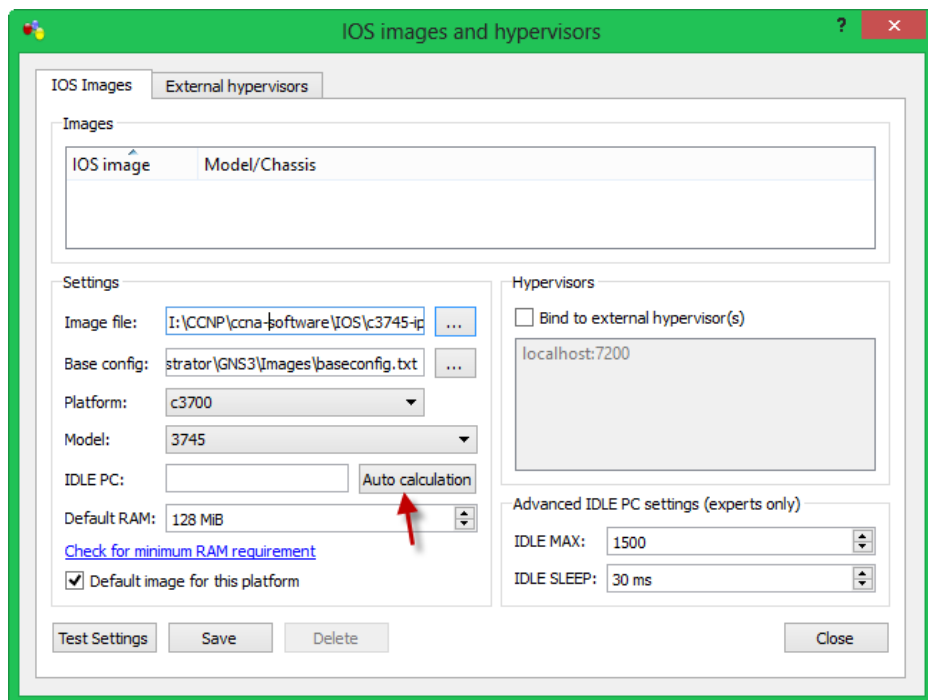 IOS images and hypervisors
?
IOS Images
External hypervisors
Images
IOS image
Model/Chassis
Settings
Image file:
I:\CCNP\ccna-software\IOS\c3745-ip
...
Base config:
strator\GNS3\Images\baseconfig.txt
...
Platform:
c3700
Model:
3745
IDLE PC:
Auto calculation
Default RAM:
128 MiB
Check for minimum RAM requirement
Default image for this platform
Hypervisors
Bind to external hypervisor(s)
localhost:7200
Advanced IDLE PC settings (experts only)
IDLE MAX:
1500
IDLE SLEEP:
30 ms
Test Settings
Save
Delete
Close